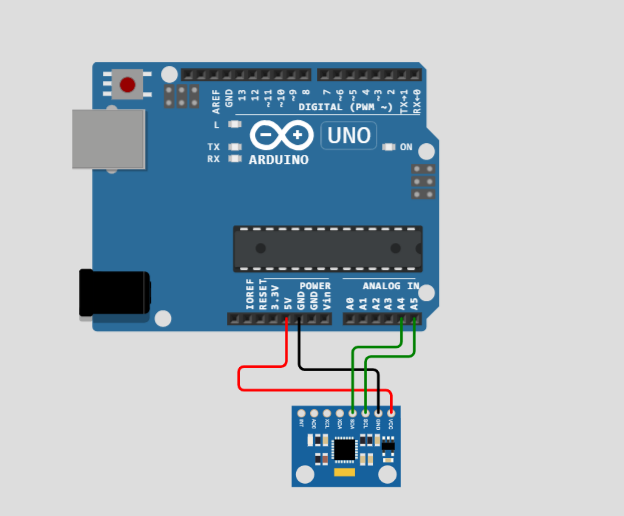 AREF
GND
13
12
~11
~10
~9
8
7
~6
~5
4
~3
2
TX→1
RX←0
DIGITAL (PWM ~)
L
TX
RX
UNO
ON
ARDUINO
POWER
ANALOG IN
IOREF
RESET
3.3V
5V
GND
GND
Vin
A0
A1
A2
A3
A4
A5
INT
AD0
XCL
XDA
SDA
SCL
GND
VCC